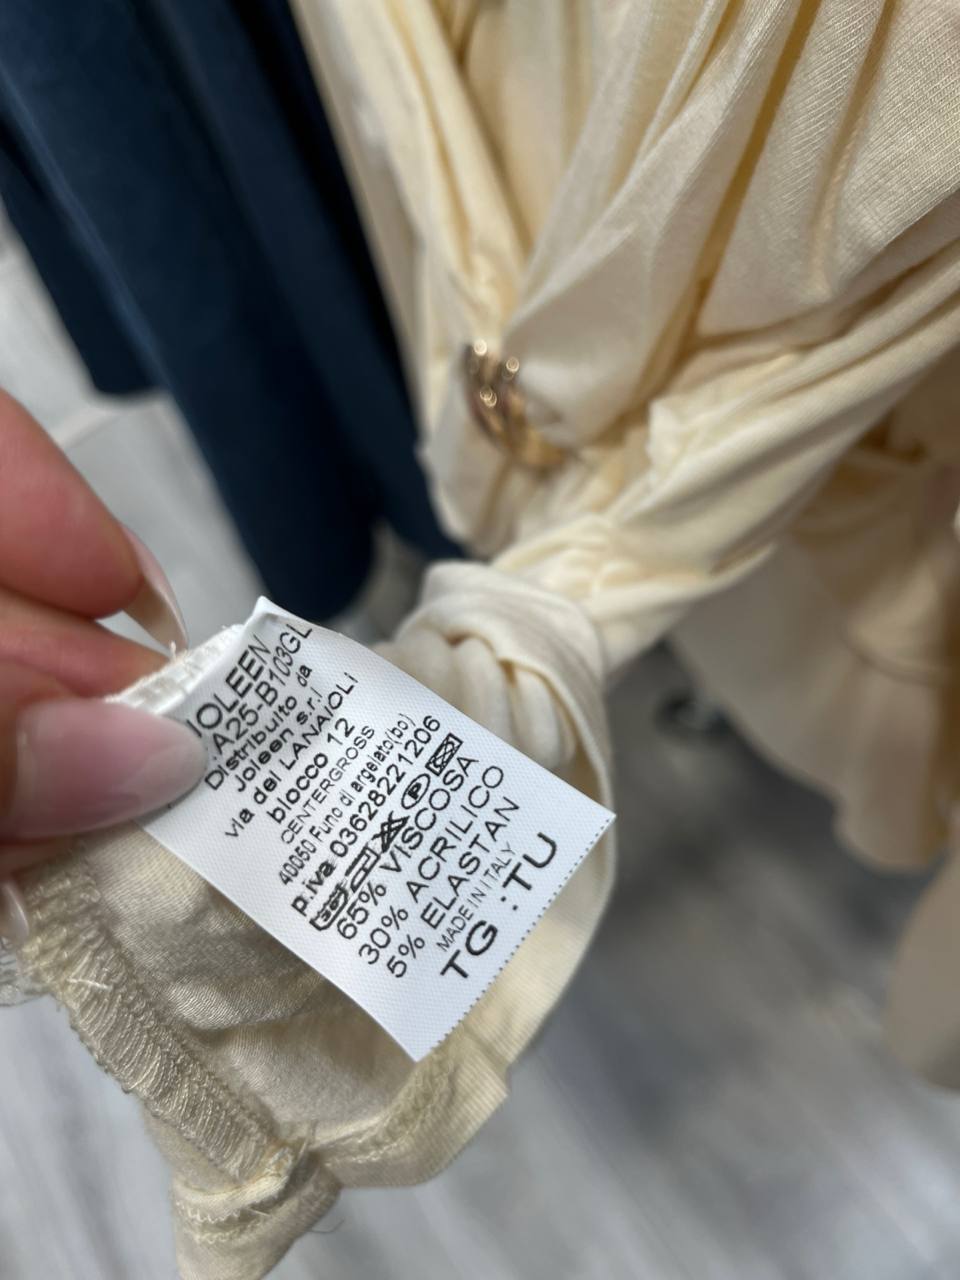 JOLEEN
A25-B103GL
Distribuito da
Joleen s.r.l
via dei LANAIOLi
blocco 12
CENTERGROSS
40050 Funo di argelato(bo)
p.iva 03628221206
P
65% VISCOSA
30% ACRILICO
5% ELASTAN
MADE IN ITALY
TG : TU